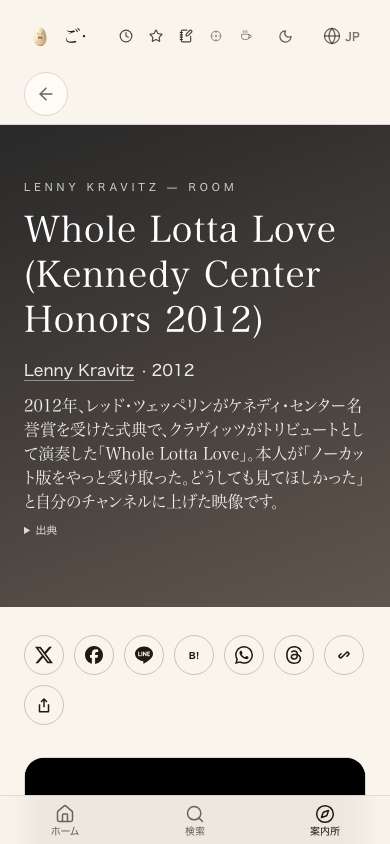 ご·
JP
LENNY KRAVITZ — ROOM
Whole Lotta Love
(Kennedy Center
Honors 2012)
Lenny Kravitz · 2012
2012年、レッド・ツェッペリンがケネディ・センター名
誉賞を受けた式典で、クラヴィッツがトリビュートとし
て演奏した「Whole Lotta Love」。本人が「ノーカッ
ト版をやっと受け取った。どうしても見てほしかった」
と自分のチャンネルに上げた映像です。
▶ 出典
LINE
B!
ホーム
検索
案内所